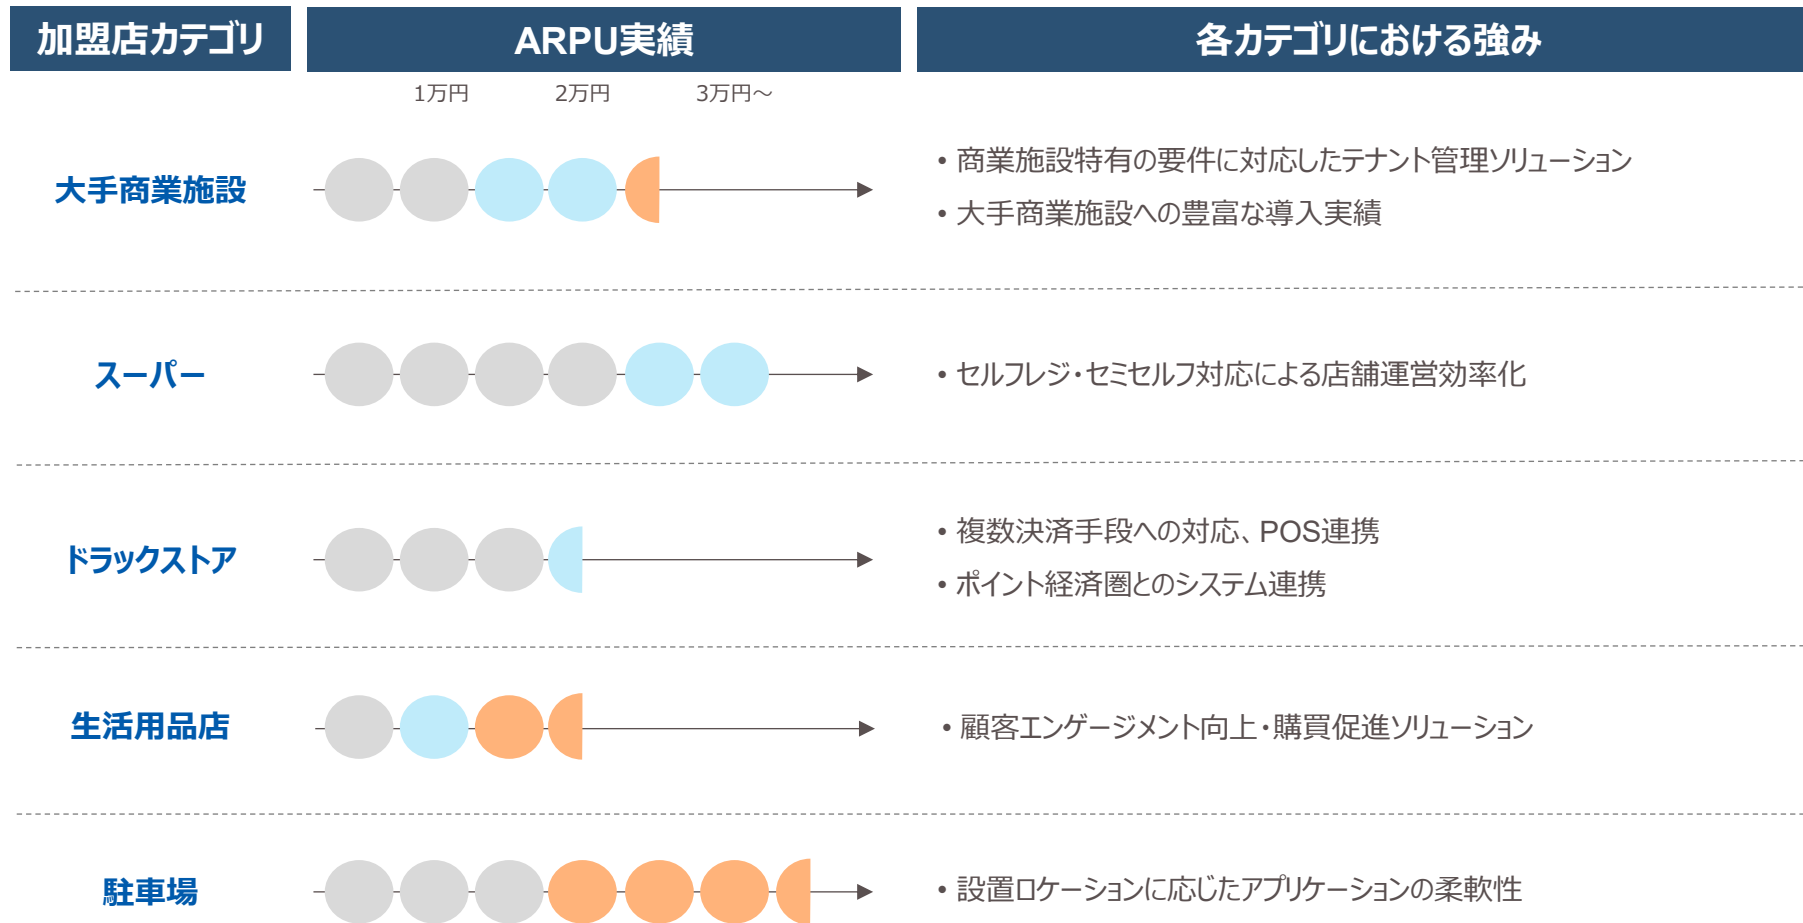 加盟店カテゴリ
ARPU実績
各カテゴリにおける強み
1万円
2万円
3万円～
大手商業施設
• 商業施設特有の要件に対応したテナント管理ソリューション
• 大手商業施設への豊富な導入実績
スーパー
• セルフレジ・セミセルフ対応による店舗運営効率化
ドラックストア
• 複数決済手段への対応、POS連携
• ポイント経済圏とのシステム連携
生活用品店
• 顧客エンゲージメント向上・購買促進ソリューション
駐車場
• 設置ロケーションに応じたアプリケーションの柔軟性